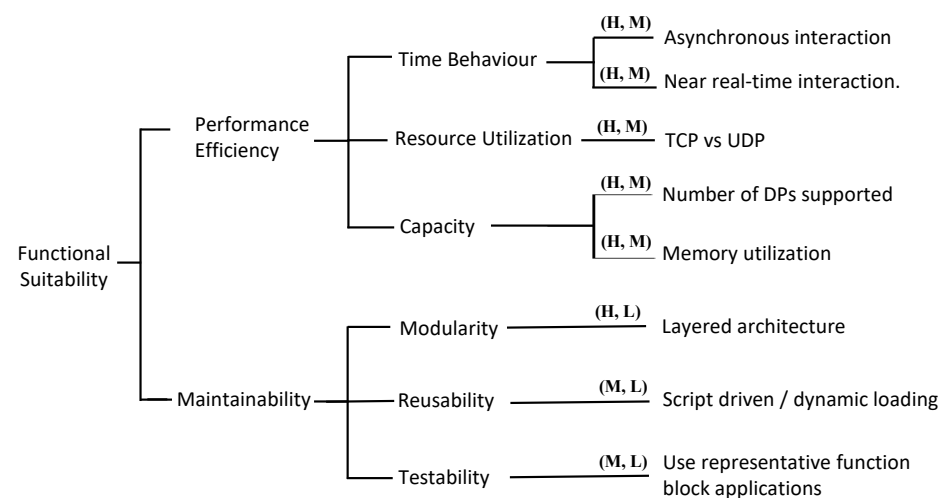 (H, M)
Asynchronous interaction
Time Behaviour
(H, M)
Near real-time interaction.
Performance
Efficiency
Resource Utilization
(H, M)
TCP vs UDP
(H, M)
Number of DPs supported
Capacity
(H, M)
Memory utilization
Functional
Suitability
(H, L)
Modularity
Layered architecture
Maintainability
(M, L)
Reusability
Script driven / dynamic loading
(M, L)
Testability
Use representative function
block applications